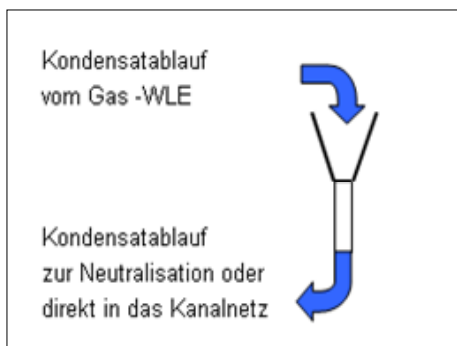 Kondensatablauf
vom Gas -WLE
Kondensatablauf
zur Neutralisation oder
direkt in das Kanalnetz